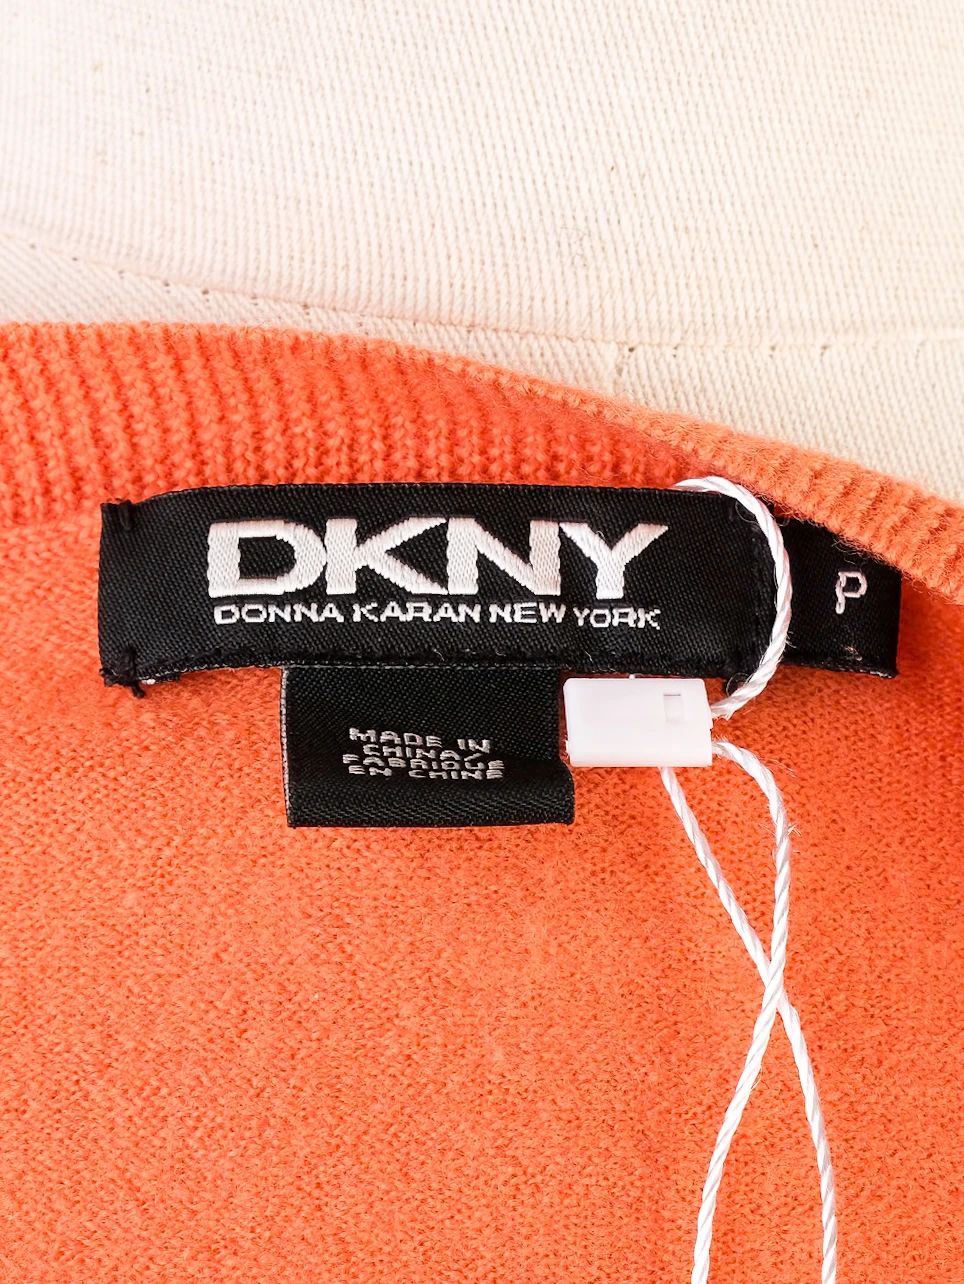 DKNY
DONNA KARAN NEW YORK
P
MADE IN
CHINA/
FABRIQUE
EN CHINE